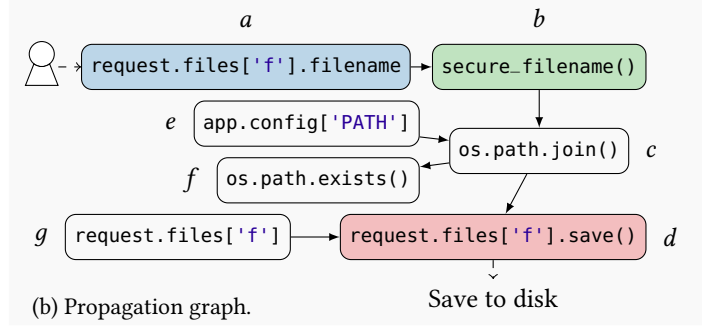 a b
request.files['f'].filename secure_filename()
e app.config['PATH']
os.path.join() c
f os.path.exists()
g request.files['f'] request.files['f'].save() d
(b) Propagation graph. Save to disk